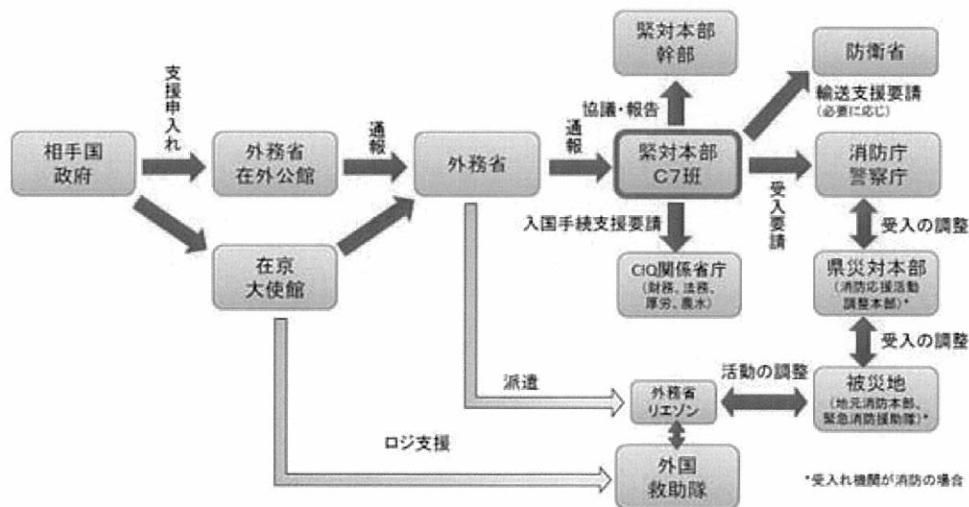 緊対本部
幹部
防衛省
支援申入れ
協議・報告
輸送支援要請
(必要に応じ)
通報
通報
相手国
政府
外務省
在外公館
外務省
緊対本部
C7班
消防庁
警察庁
入国手続支援要請
受入要請
受入の調整
在京
大使館
CIQ関係省庁
(財務、法務、
厚労、農水)
県災対本部
(消防応援活動
調整本部)*
受入の調整
派遣
活動の調整
外務省
リエゾン
被災地
(地元消防本部、
緊急消防援助隊)*
ロジ支援
外国
救助隊
*受入れ機関が消防の場合